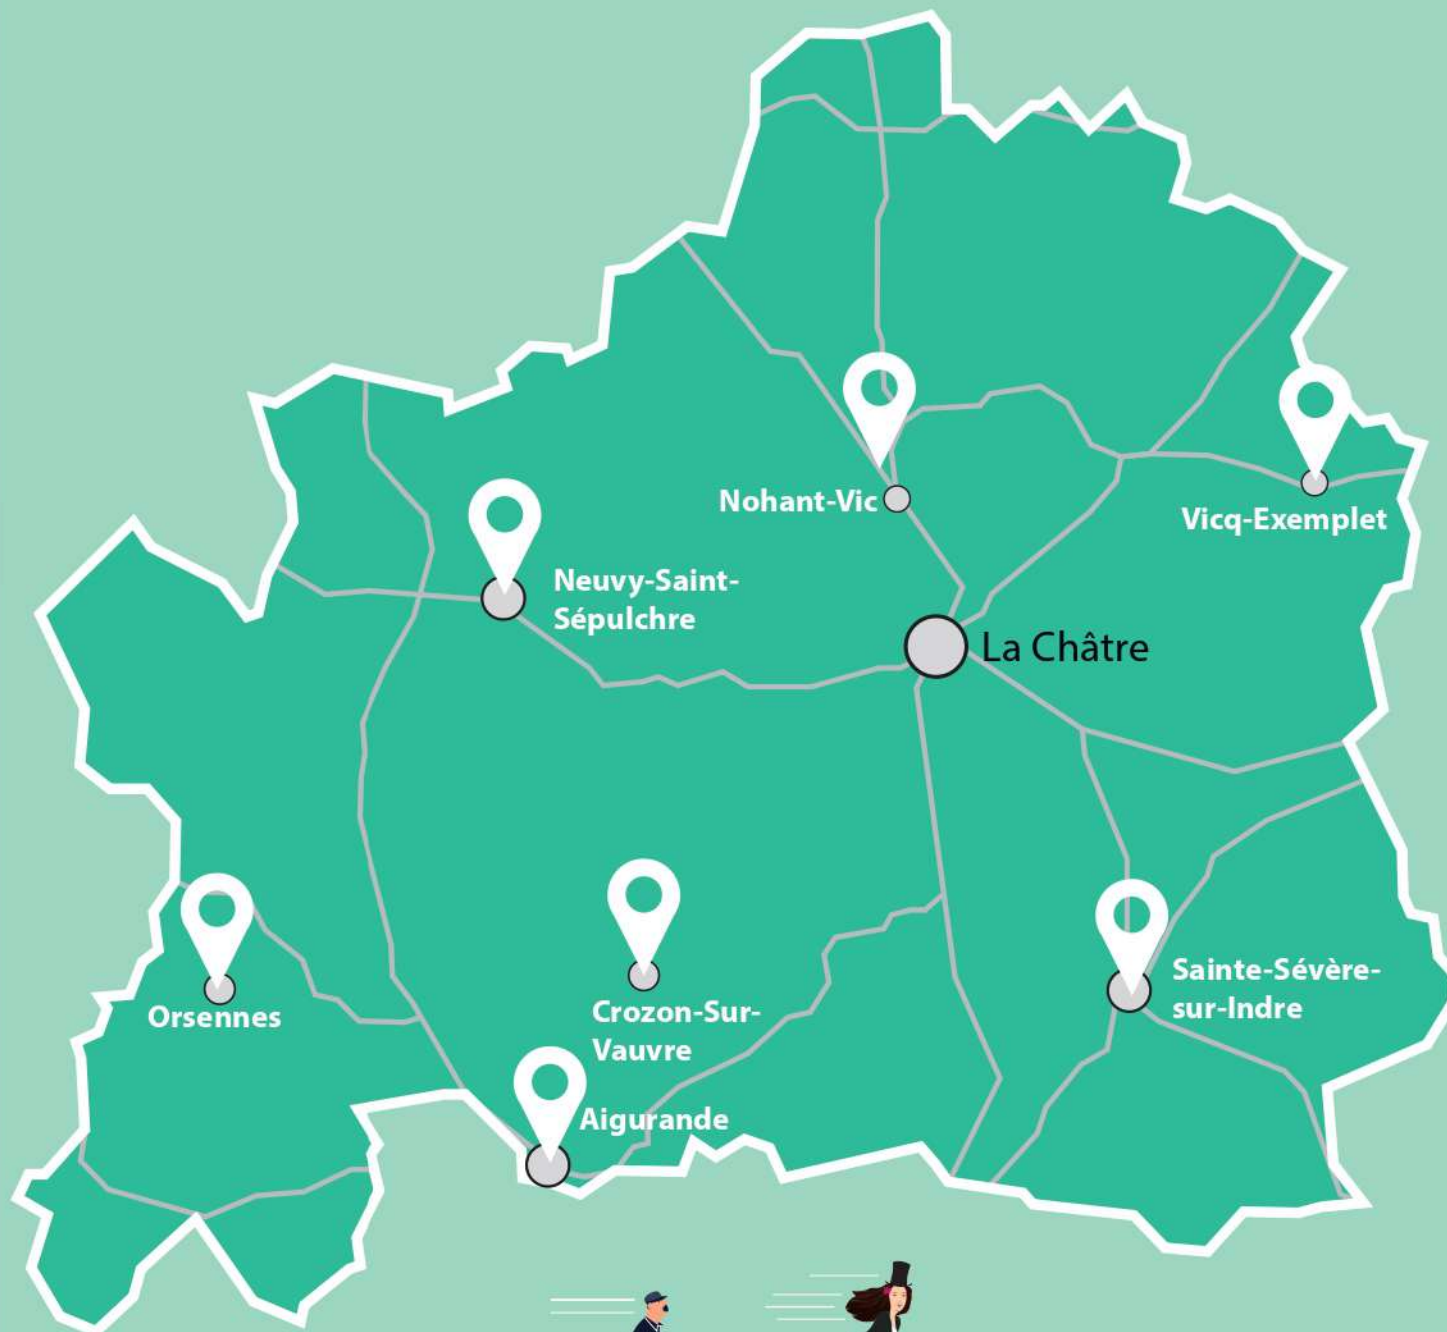 Nohant-Vic
Vicq-Exemplet
Neuvy-Saint-
Sépulchre
La Châtre
Orsennes
Crozon-Sur-
Vauvre
Sainte-Sévère-
sur-Indre
Aigurande